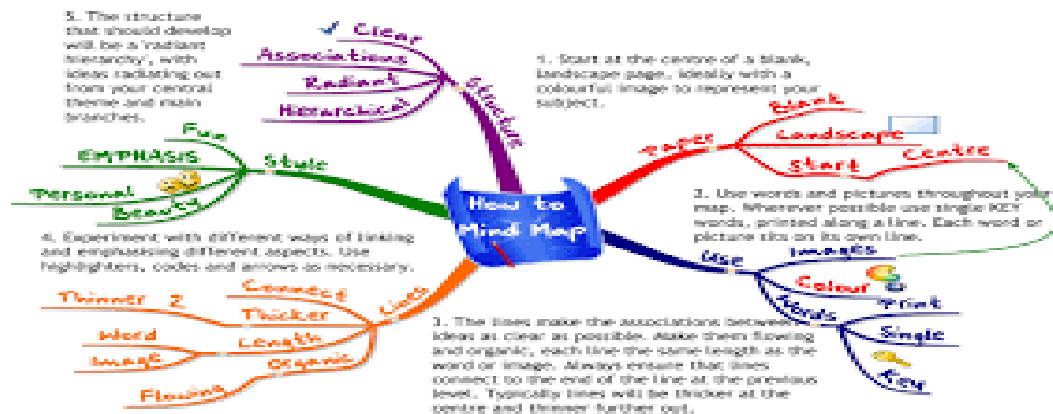 How to
Mind Map
1. Start at the centre of a blank,
landscape page, ideally with a
colourful image to represent your
subject.
Paper
Blank
Landscape
Start
Centre
2. Use words and pictures throughout your
map. Wherever possible use single KEY
words, printed along a line. Each word or
picture sits on its own line.
Use
Images
Colour
Words
Print
Single
Key
3. The lines make the associations between
ideas as clear as possible. Make them flowing
and organic, each line the same length as the
word or image. Always ensure that lines
connect to the end of the line at the previous
level. Typically lines will be thicker at the
centre and thinner further out.
Lines
Connect
Thicker
Thinner 2
Length
Word
Image
Organic
Flowing
4. Experiment with different ways of linking
and emphasising different aspects. Use
highlighters, codes and arrows as necessary.
Style
Fun
EMPHASIS
Personal
Beauty
5. The structure
that should develop
will be a 'radiant
hierarchy', with
ideas radiating out
from your central
theme and main
branches.
Structure
Clear
Associations
Radiant
Hierarchical